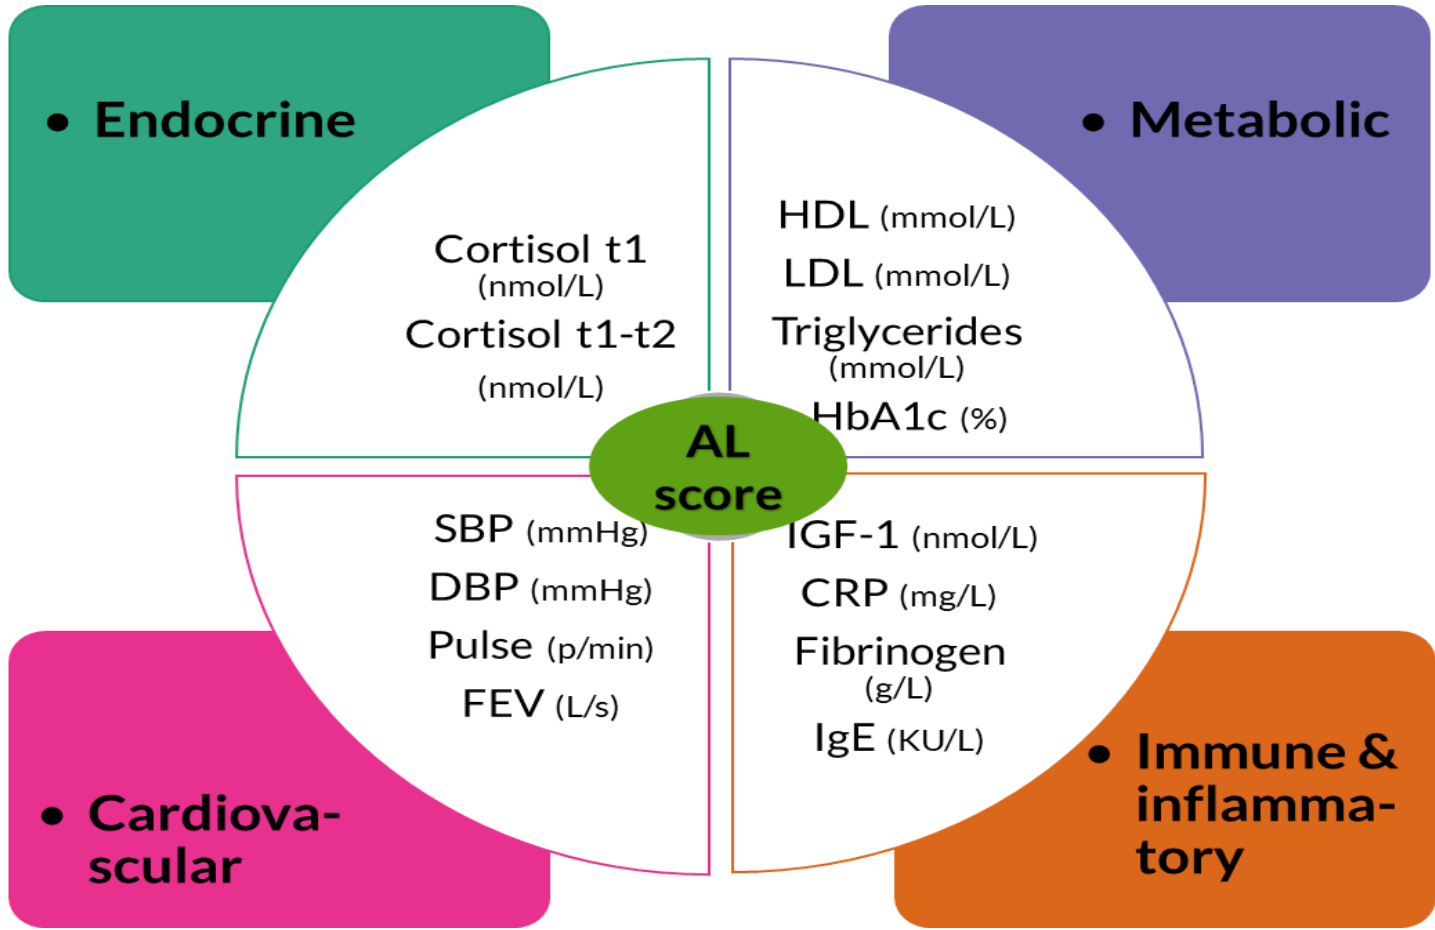 • Endocrine
Cortisol t1
(nmol/L)
Cortisol t1-t2
(nmol/L)
• Metabolic
HDL (mmol/L)
LDL (mmol/L)
Triglycerides
(mmol/L)
HbA1c (%)
AL
score
SBP (mmHg)
DBP (mmHg)
Pulse (p/min)
FEV (L/s)
• Cardiova-
scular
IGF-1 (nmol/L)
CRP (mg/L)
Fibrinogen
(g/L)
IgE (KU/L)
• Immune &
inflamma-
tory